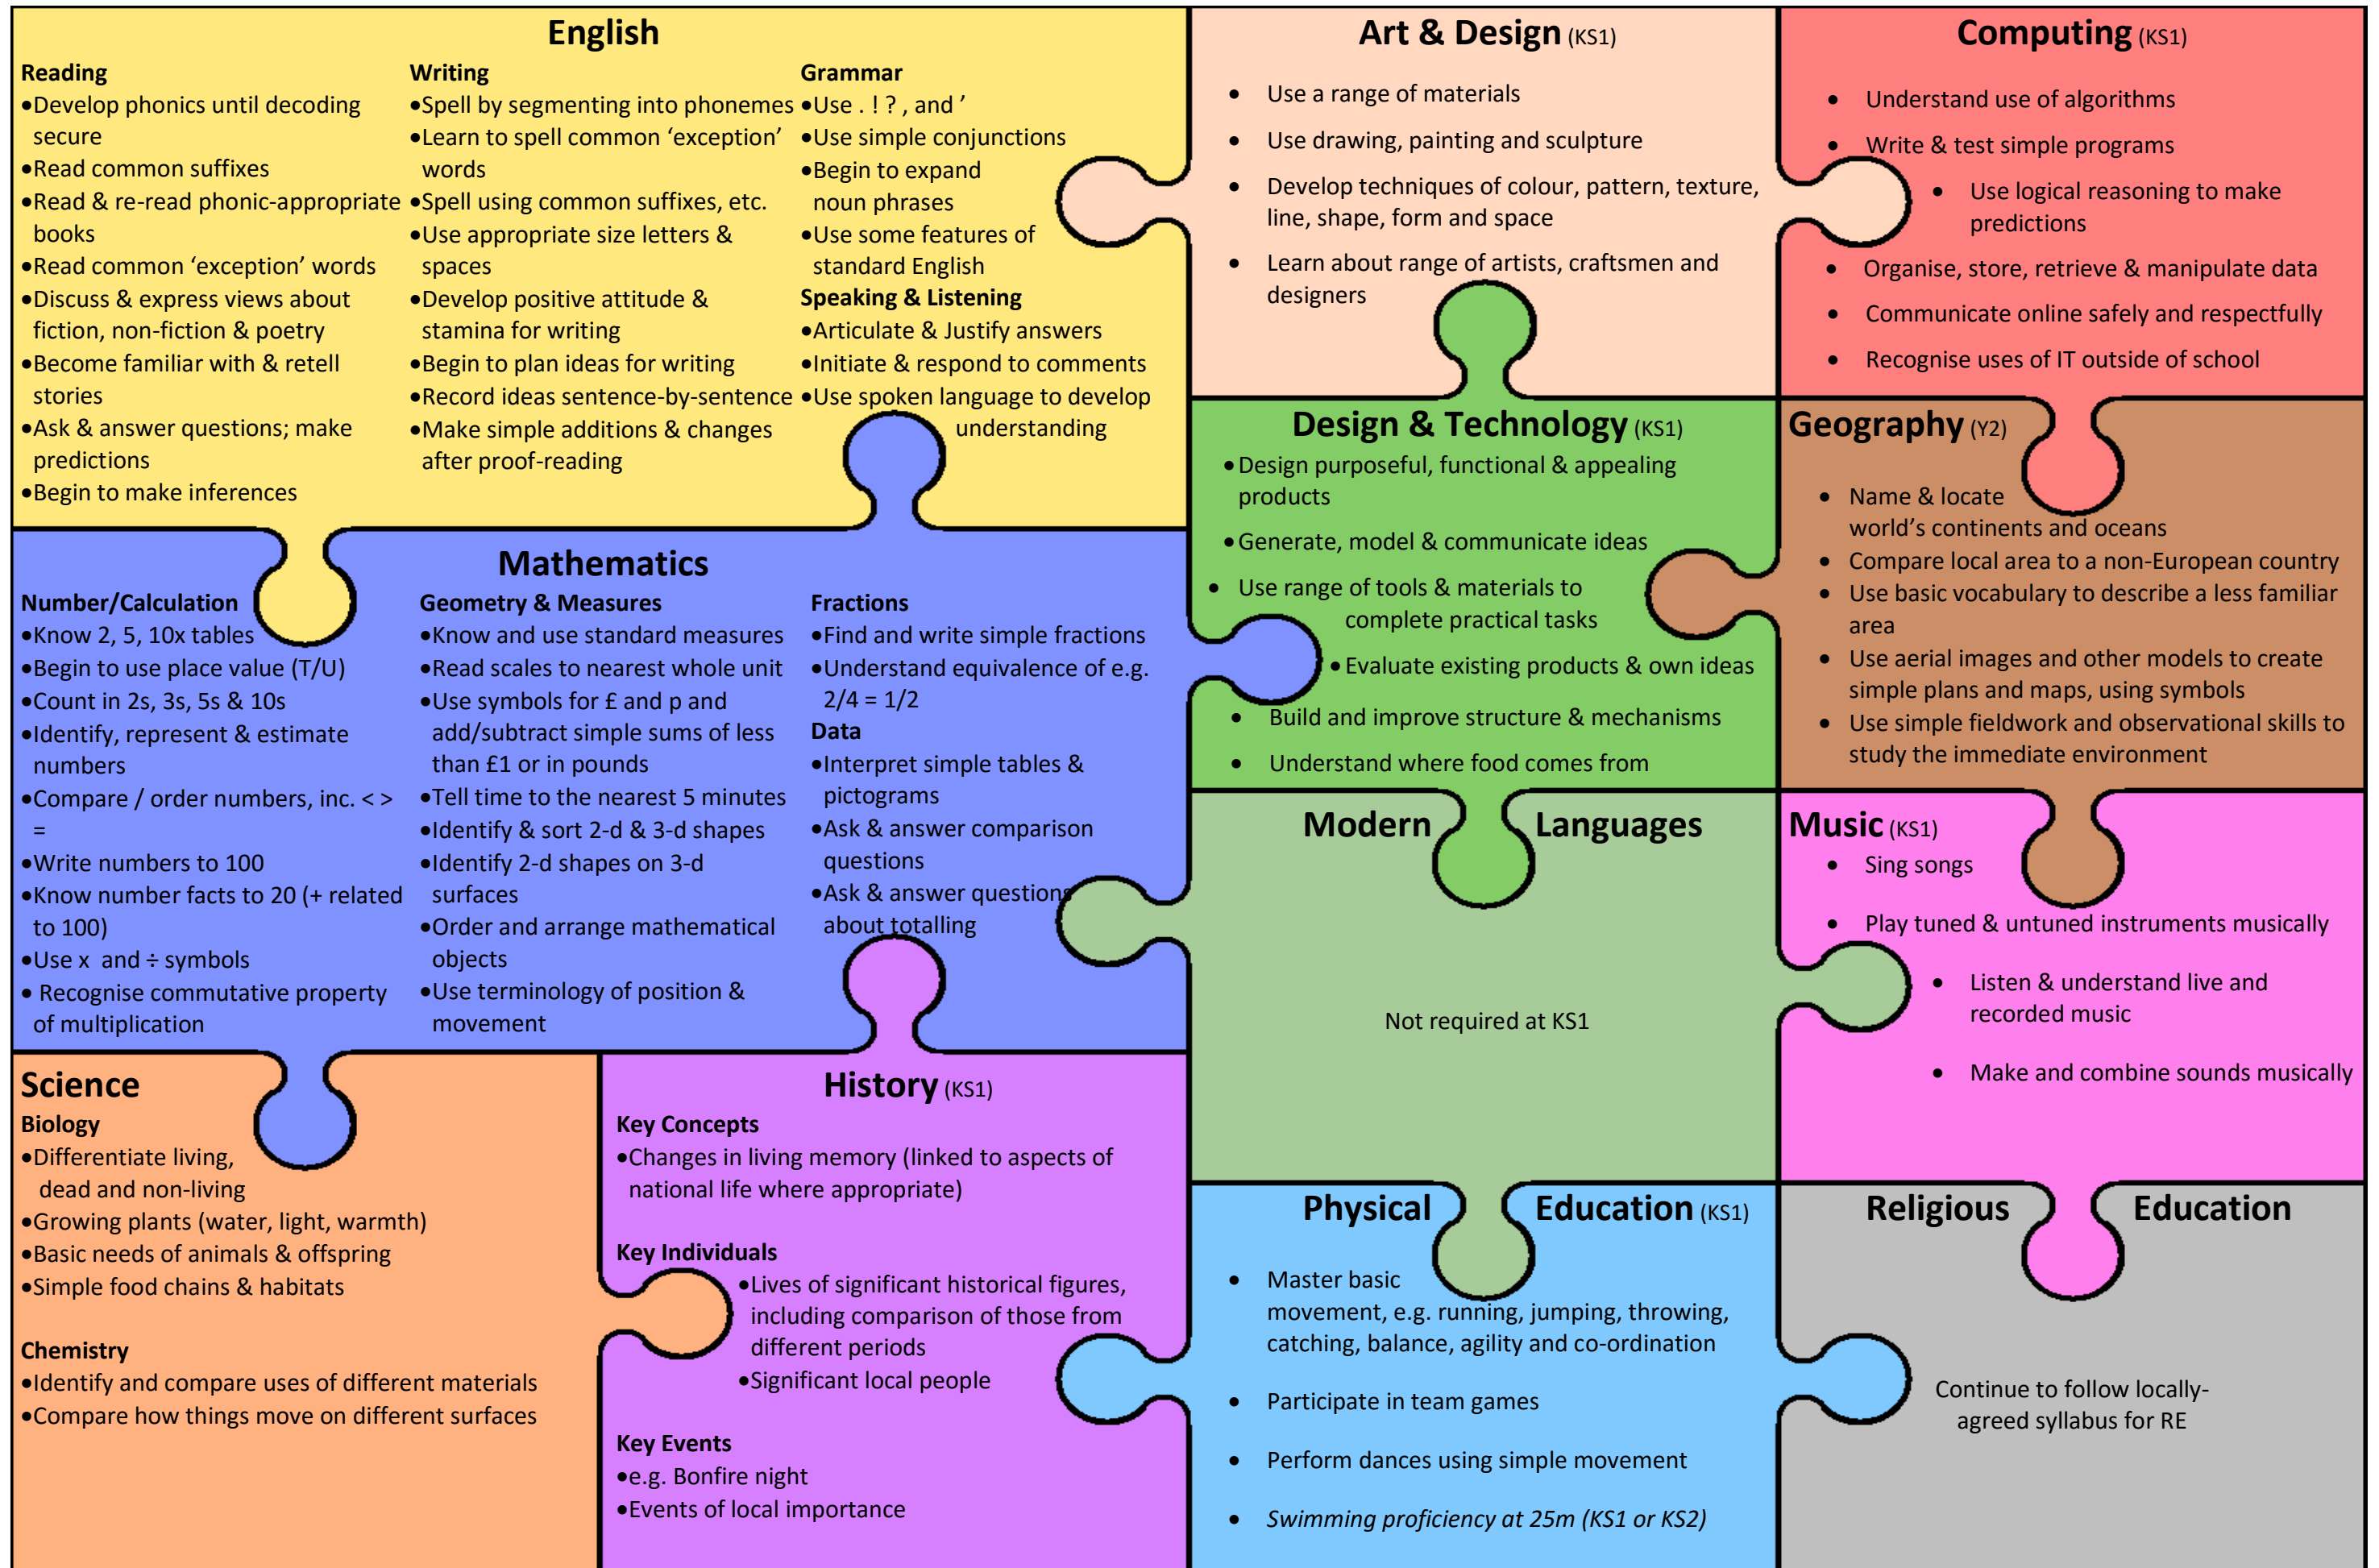 English
Reading
•Develop phonics until decoding
secure
•Read common suffixes
•Read & re-read phonic-appropriate
books
•Read common ‘exception’ words
•Discuss & express views about
fiction, non-fiction & poetry
•Become familiar with & retell
stories
•Ask & answer questions; make
predictions
•Begin to make inferences
Writing
•Spell by segmenting into phonemes
•Learn to spell common ‘exception’
words
•Spell using common suffixes, etc.
•Use appropriate size letters &
spaces
•Develop positive attitude &
stamina for writing
•Begin to plan ideas for writing
•Record ideas sentence-by-sentence
•Make simple additions & changes
after proof-reading
Grammar
•Use . ! ? , and ’
•Use simple conjunctions
•Begin to expand
noun phrases
•Use some features of
standard English
Speaking & Listening
•Articulate & Justify answers
•Initiate & respond to comments
•Use spoken language to develop
understanding
Art & Design (KS1)
• Use a range of materials
• Use drawing, painting and sculpture
• Develop techniques of colour, pattern, texture,
line, shape, form and space
• Learn about range of artists, craftsmen and
designers
Computing (KS1)
• Understand use of algorithms
• Write & test simple programs
• Use logical reasoning to make
predictions
• Organise, store, retrieve & manipulate data
• Communicate online safely and respectfully
• Recognise uses of IT outside of school
Mathematics
Number/Calculation
•Know 2, 5, 10x tables
•Begin to use place value (T/U)
•Count in 2s, 3s, 5s & 10s
•Identify, represent & estimate
numbers
•Compare / order numbers, inc. < >
=
•Write numbers to 100
•Know number facts to 20 (+ related
to 100)
•Use x and ÷ symbols
• Recognise commutative property
of multiplication
Geometry & Measures
•Know and use standard measures
•Read scales to nearest whole unit
•Use symbols for £ and p and
add/subtract simple sums of less
than £1 or in pounds
•Tell time to the nearest 5 minutes
•Identify & sort 2-d & 3-d shapes
•Identify 2-d shapes on 3-d
surfaces
•Order and arrange mathematical
objects
•Use terminology of position &
movement
Fractions
•Find and write simple fractions
•Understand equivalence of e.g.
2/4 = 1/2
Data
•Interpret simple tables &
pictograms
•Ask & answer comparison
questions
•Ask & answer questions
about totalling
Design & Technology (KS1)
•Design purposeful, functional & appealing
products
•Generate, model & communicate ideas
• Use range of tools & materials to
complete practical tasks
•Evaluate existing products & own ideas
• Build and improve structure & mechanisms
• Understand where food comes from
Geography (Y2)
• Name & locate
world’s continents and oceans
• Compare local area to a non-European country
• Use basic vocabulary to describe a less familiar
area
• Use aerial images and other models to create
simple plans and maps, using symbols
• Use simple fieldwork and observational skills to
study the immediate environment
Modern Languages
Not required at KS1
Music (KS1)
• Sing songs
• Play tuned & untuned instruments musically
• Listen & understand live and
recorded music
• Make and combine sounds musically
Science
Biology
•Differentiate living,
dead and non-living
•Growing plants (water, light, warmth)
•Basic needs of animals & offspring
•Simple food chains & habitats
Chemistry
•Identify and compare uses of different materials
•Compare how things move on different surfaces
History (KS1)
Key Concepts
•Changes in living memory (linked to aspects of
national life where appropriate)
Key Individuals
•Lives of significant historical figures,
including comparison of those from
different periods
•Significant local people
Key Events
•e.g. Bonfire night
•Events of local importance
Physical Education (KS1)
• Master basic
movement, e.g. running, jumping, throwing,
catching, balance, agility and co-ordination
• Participate in team games
• Perform dances using simple movement
• Swimming proficiency at 25m (KS1 or KS2)
Religious Education
Continue to follow locally-
agreed syllabus for RE